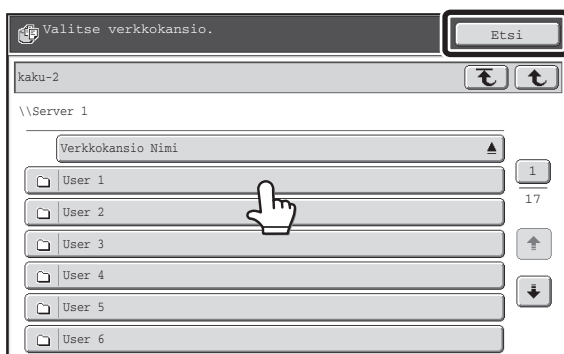 Valitse verkkokansio.
Etsi
kaku-2
\\Server 1
Verkkokansio Nimi
1
17
User 1
User 2
User 3
User 4
User 5
User 6